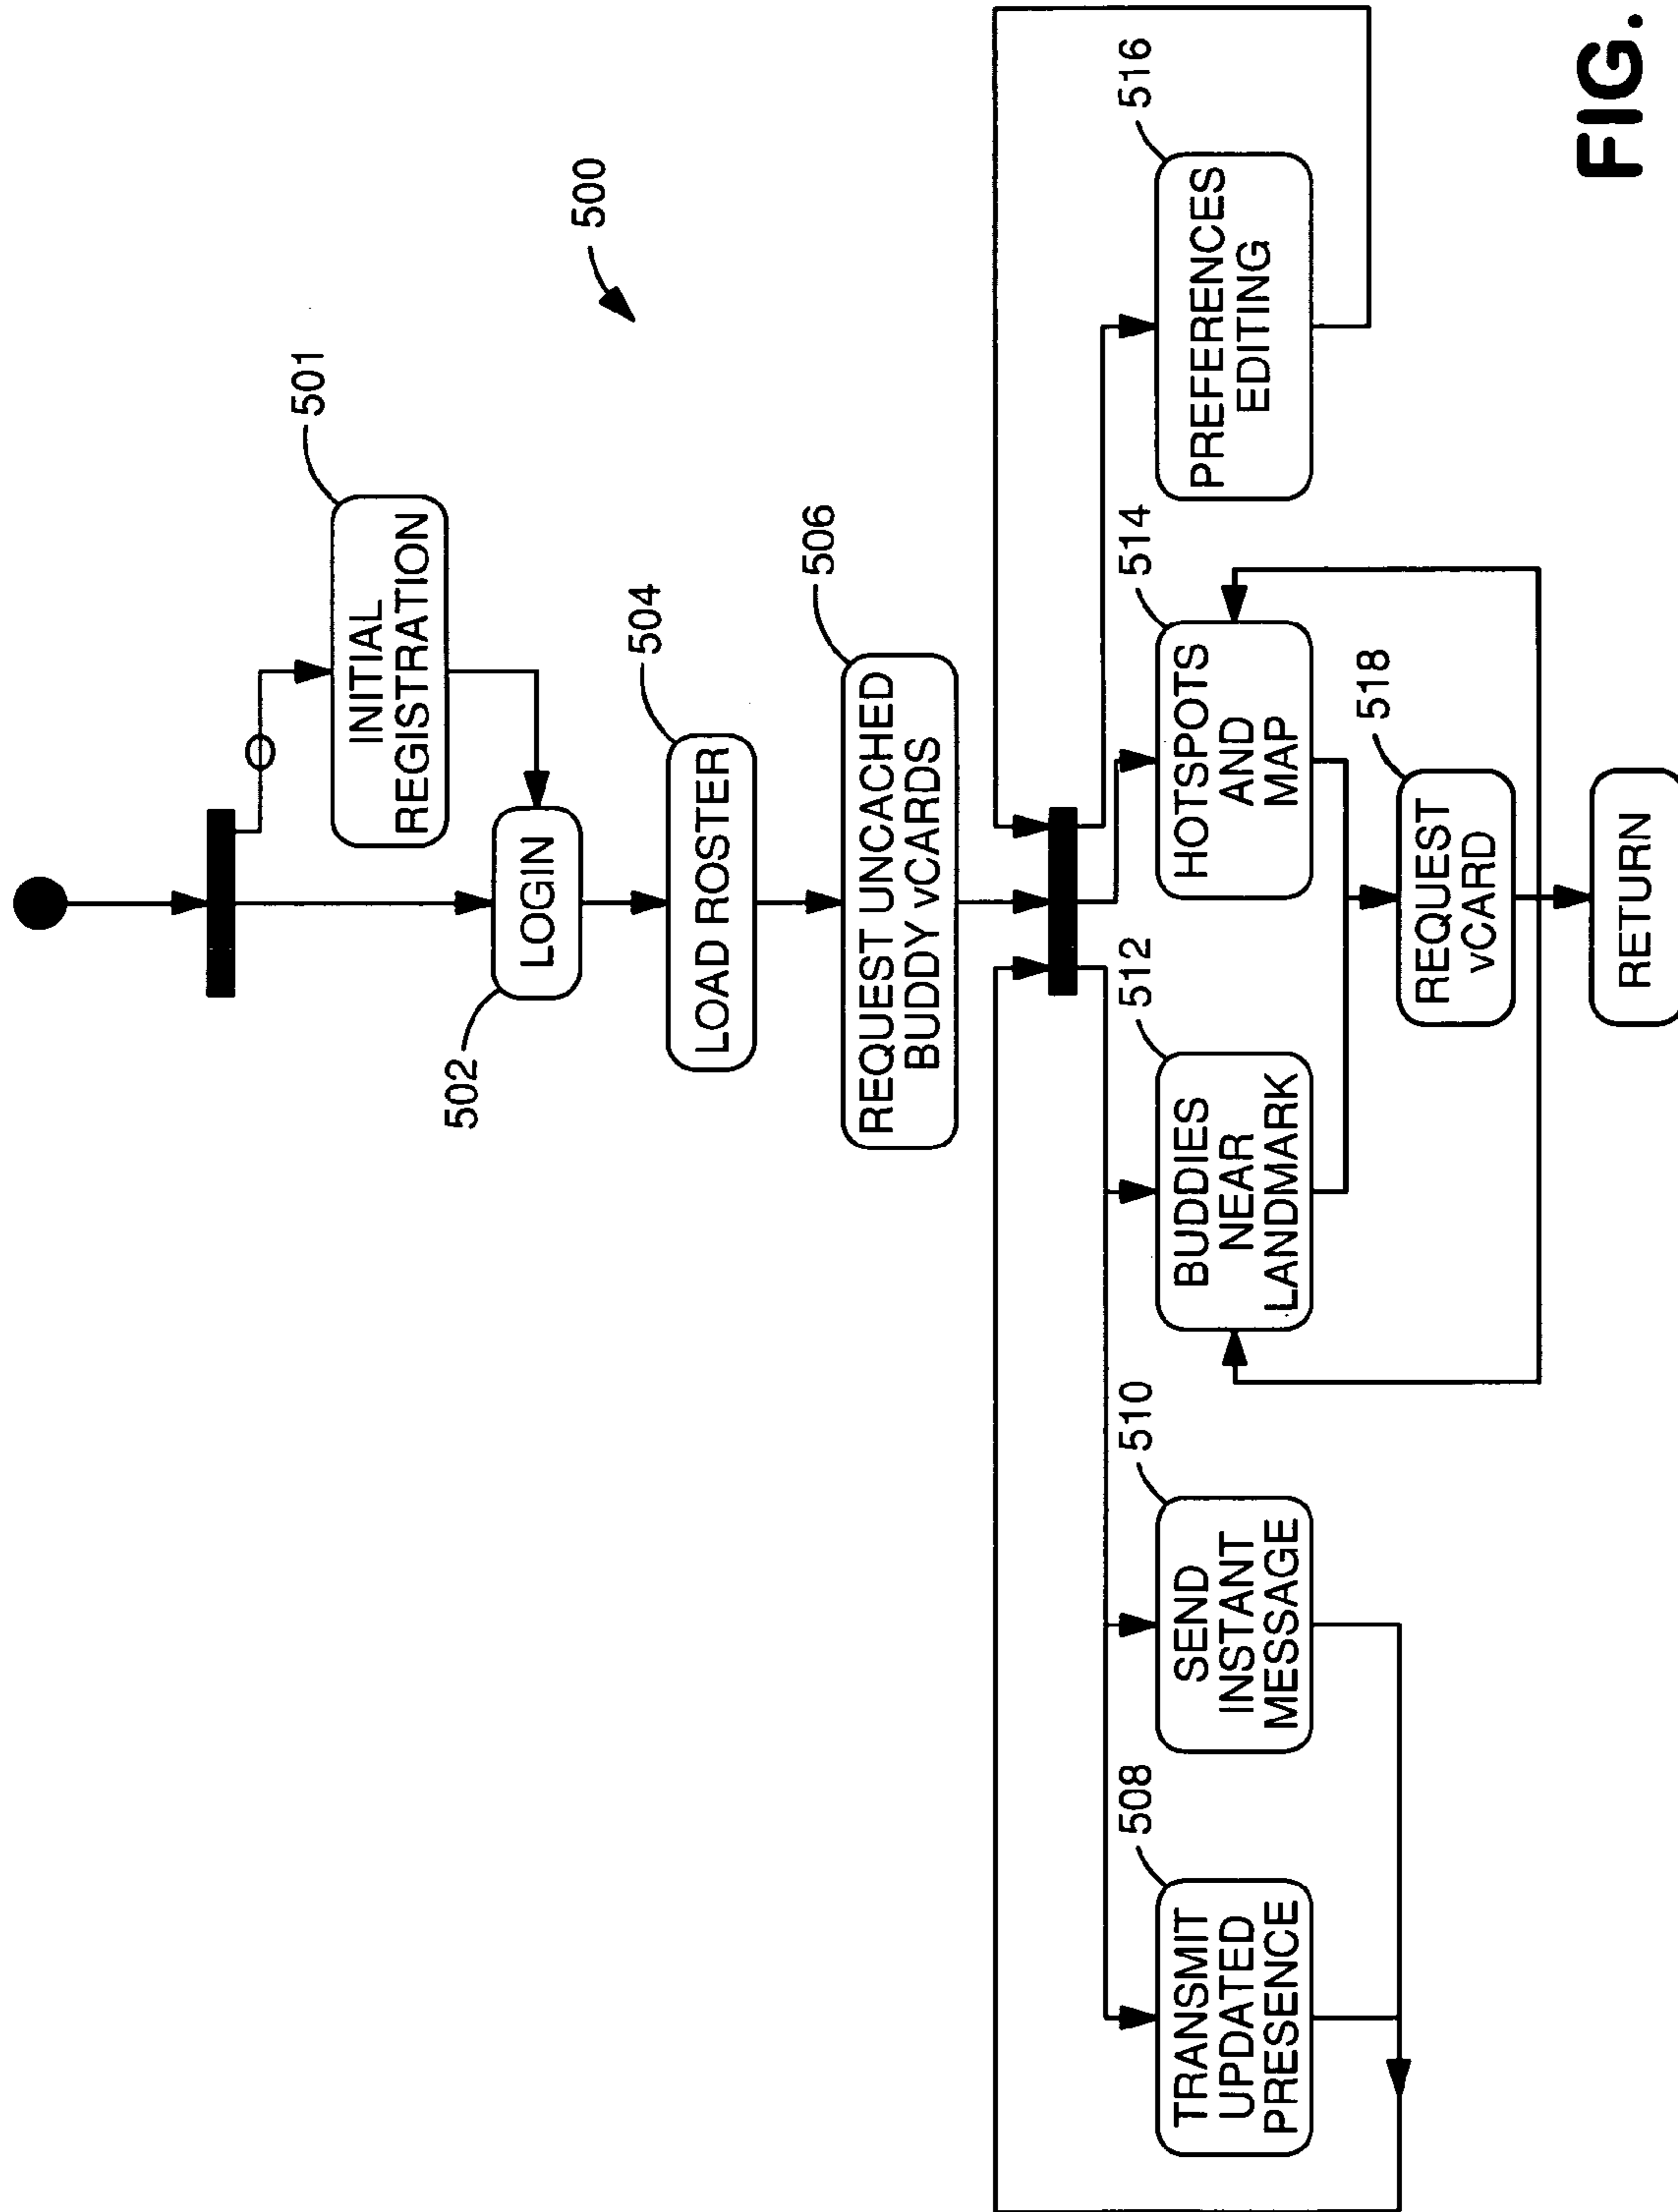 501
INITIAL
REGISTRATION
500
502
LOGIN
504
LOAD ROSTER
506
REQUEST UNCACHED
BUDDY vCARDS
508
TRANSMIT
UPDATED
PRESENCE
510
SEND
INSTANT
MESSAGE
512
BUDDIES
NEAR
LANDMARK
514
HOTSPOTS
AND
MAP
516
PREFERENCES
EDITING
518
REQUEST
vCARD
RETURN
FIG.